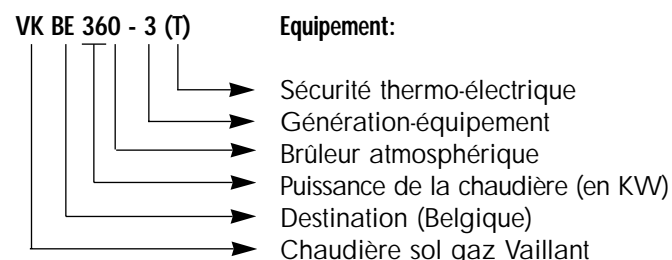 VK BE 360 - 3 (T) Equipement:
Sécurité thermo-électrique
Génération-équipement
Brûleur atmosphérique
Puissance de la chaudière (en KW)
Destination (Belgique)
Chaudière sol gaz Vaillant